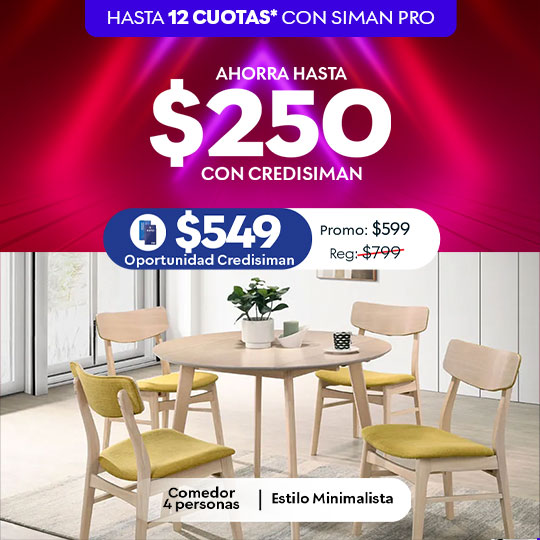 HASTA 12 CUOTAS* CON SIMAN PRO
AHORRA HASTA
$250
CON CREDISIMAN
$549
Oportunidad Credisiman
Promo: $599
Reg: $799
Comedor
4 personas
Estilo Minimalista